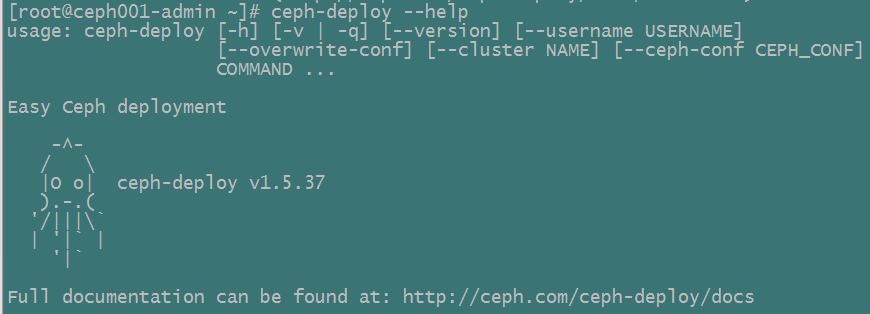 [root@ceph001-admin ~]# ceph-deploy --help
usage: ceph-deploy [-h] [-v | -q] [--version] [--username USERNAME]
                   [--overwrite-conf] [--cluster NAME] [--ceph-conf CEPH_CONF]
                   COMMAND ...

Easy Ceph deployment

    -^-
   /   \
   |O o|  ceph-deploy v1.5.37
   ).-.(
  '/|||\`
  | '|` |
    '|`

Full documentation can be found at: http://ceph.com/ceph-deploy/docs